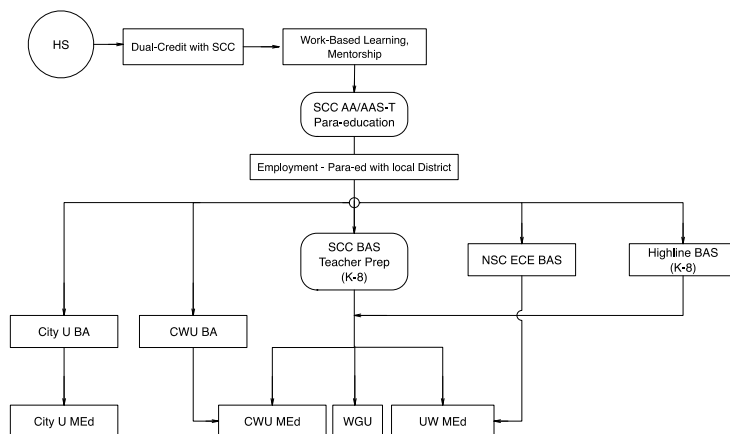 HS
Dual-Credit with SCC
Work-Based Learning,
Mentorship
SCC AA/AAS-T
Para-education
Employment - Para-ed with local District
SCC BAS
Teacher Prep
(K-8)
NSC ECE BAS
Highline BAS
(K-8)
City U BA
CWU BA
City U MEd
CWU MEd
WGU
UW MEd